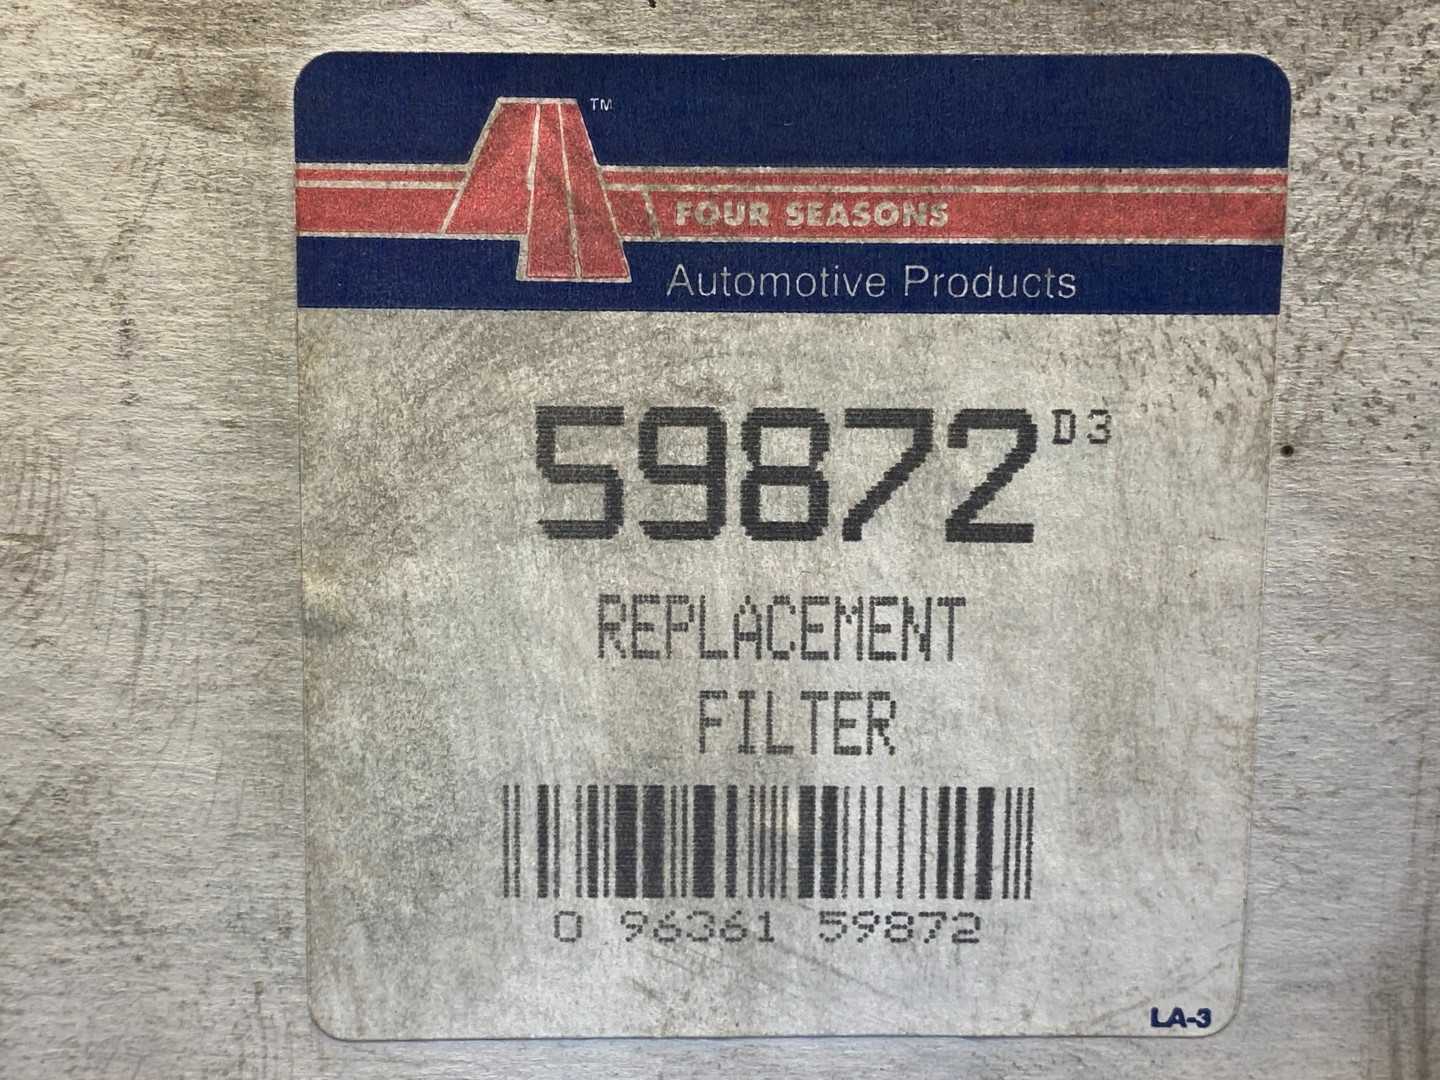 TM
FOUR SEASONS
Automotive Products
59872 D3
REPLACEMENT
FILTER
0 96361 59872
LA-3